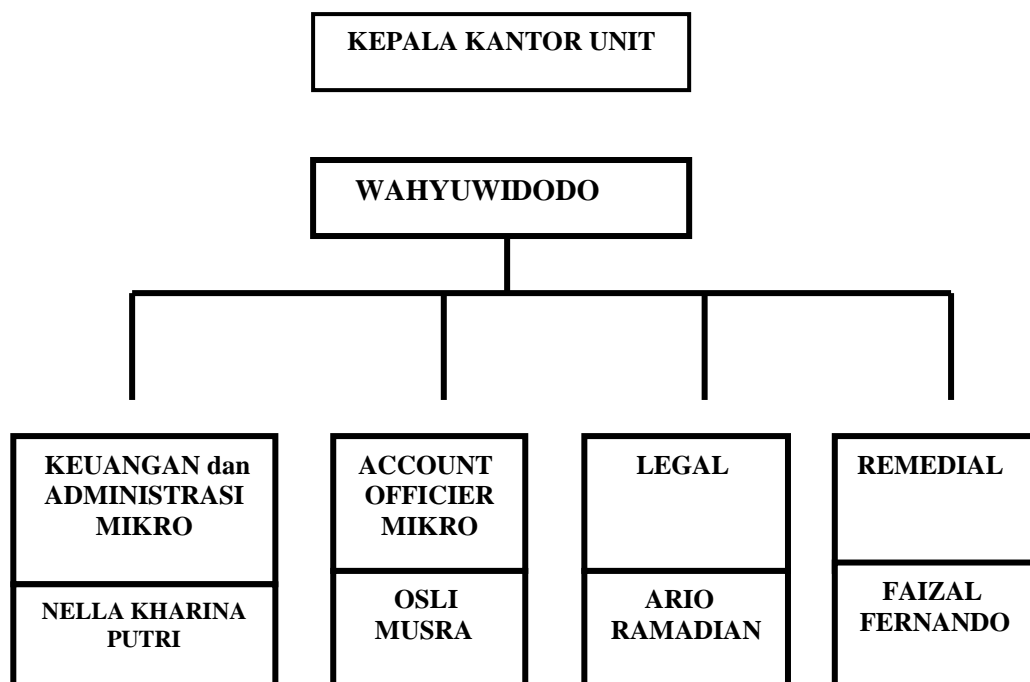 KEPALA KANTOR UNIT
WAHYUWIDODO
KEUANGAN dan
ADMINISTRASI
MIKRO
NELLA KHARINA
PUTRI
ACCOUNT
OFFICIER
MIKRO
OSLI
MUSRA
LEGAL
ARIO
RAMADIAN
REMEDIAL
FAIZAL
FERNANDO